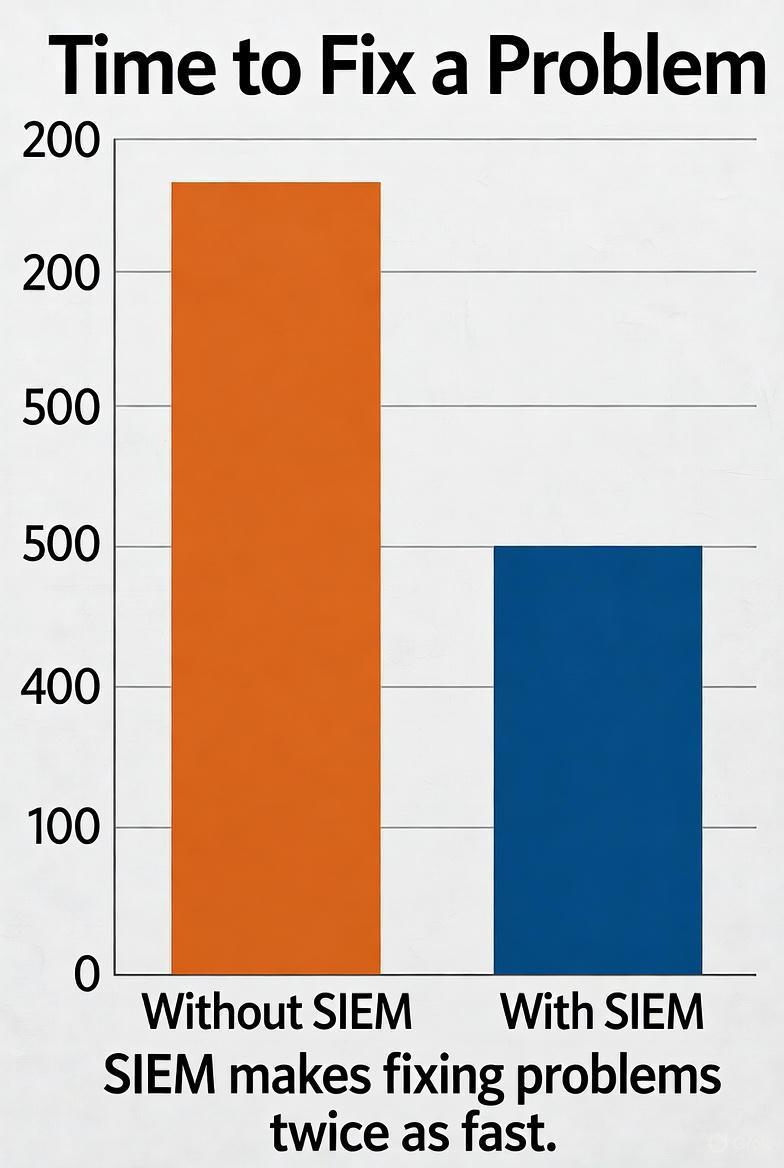 Time to Fix a Problem
200
200
500
500
400
100
0
Without SIEM With SIEM
SIEM makes fixing problems
twice as fast.